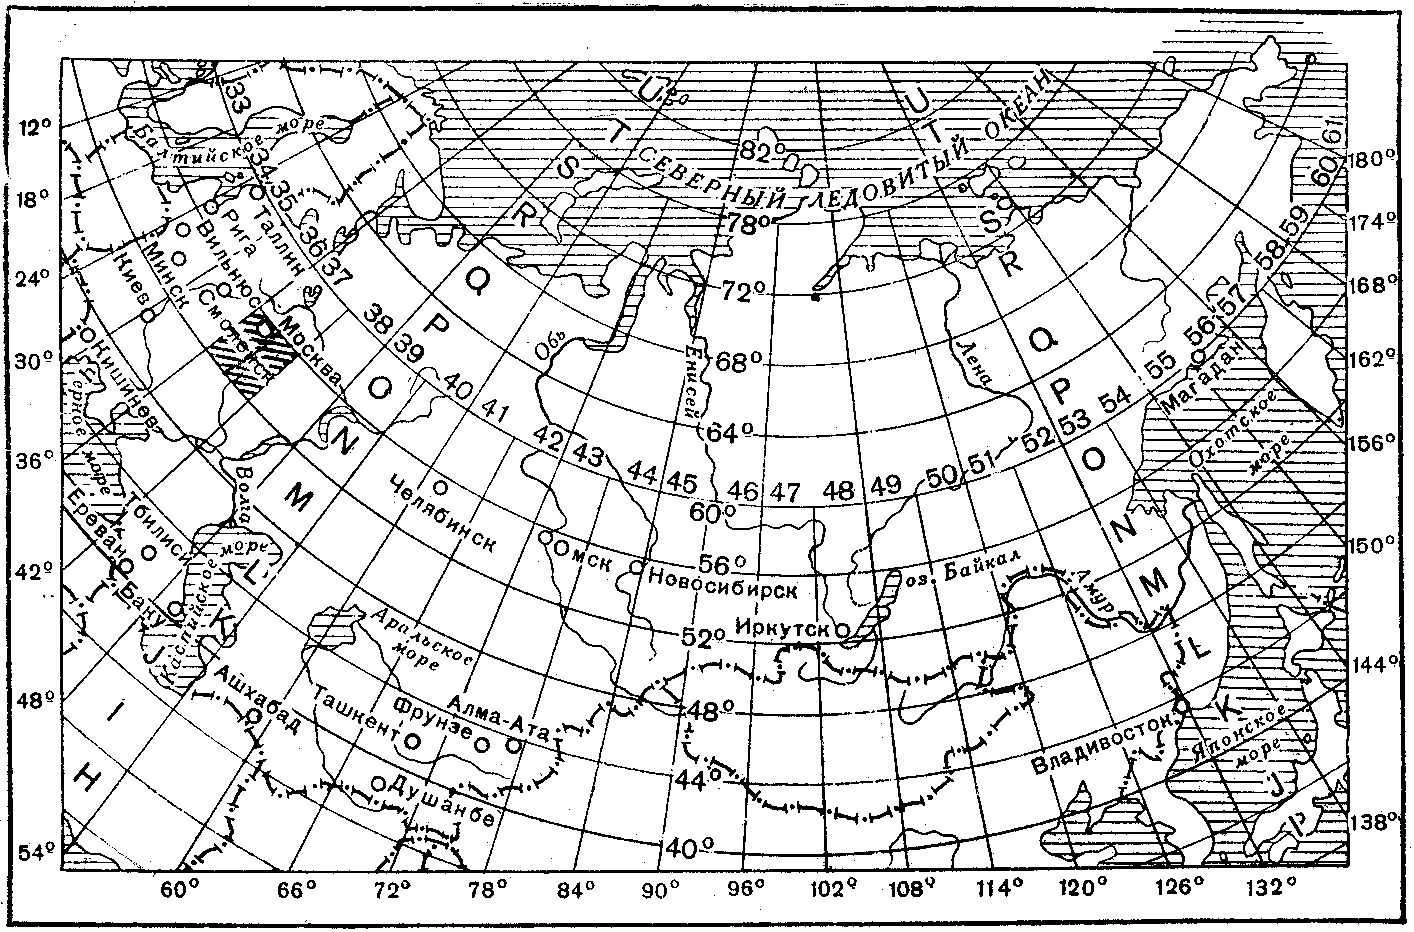 33
U
U
61
60
T
СЕВЕРНЫЙ ЛЕДОВИТЫЙ ОКЕАН
T
82°
180°
12°
Балтийское море
34
35
S
78°
S
59
174°
18°
Таллин
Рига
Вильнюс
Минск
36
37
R
R
58
168°
Киев
Смоленск
Москва
Q
72°
57
56
24°
38
39
P
Обь
Енисей
68°
Лена
Q
55
Магадан
162°
30°
Кишинев
O
40
41
64°
P
54
53
52
Охотское море
156°
Черное море
42
43
44
45
46
47
48
49
50
51
36°
Волга
N
60°
O
M
Челябинск
N
150°
Ереван
Тбилиси
Баку
Каспийское море
L
Омск
Новосибирск
56°
оз. Байкал
Амур
M
42°
K
J
Аральское море
52°
Иркутск
L
144°
48°
I
Ашхабад
Ташкент
Фрунзе
Алма-Ата
48°
Владивосток
K
Японское море
H
Душанбе
44°
J
40°
138°
54°
60°
66°
72°
78°
84°
90°
96°
102°
108°
114°
120°
126°
132°